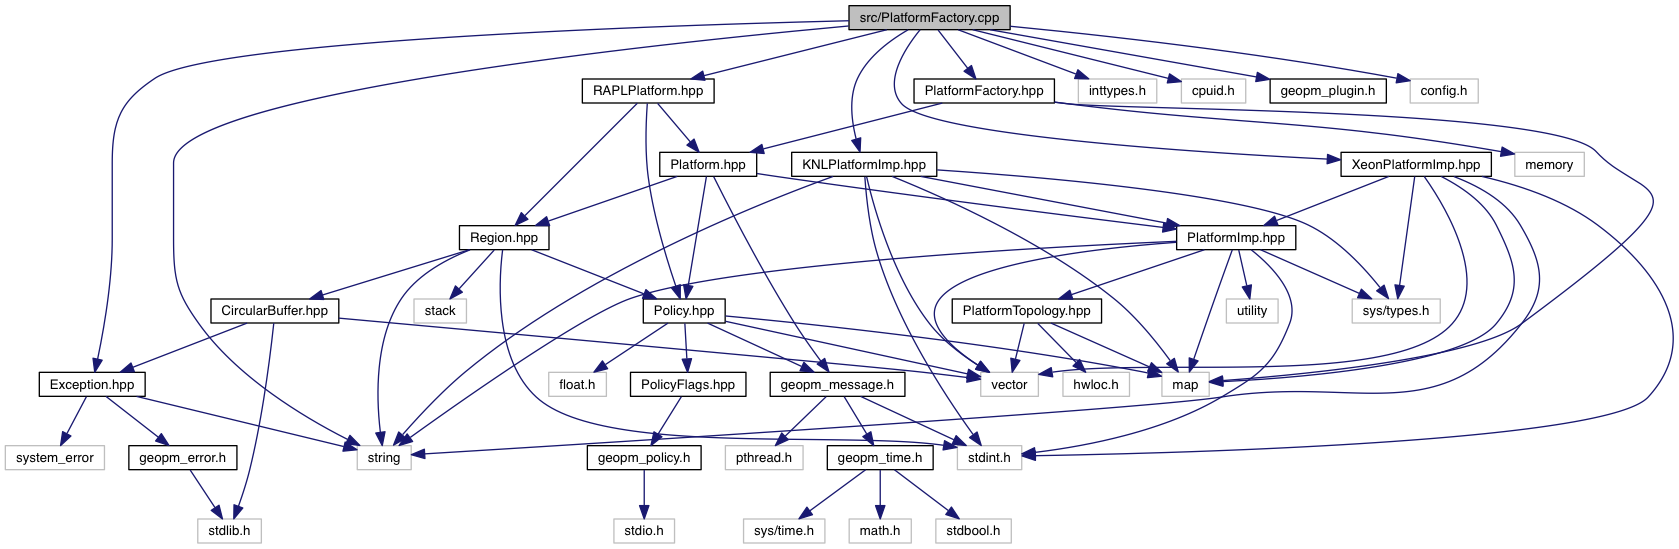 src/PlatformFactory.cpp
RAPLPlatform.hpp
PlatformFactory.hpp
inttypes.h
cpuid.h
geopm_plugin.h
config.h
Platform.hpp
KNLPlatformImp.hpp
XeonPlatformImp.hpp
memory
Region.hpp
PlatformImp.hpp
CircularBuffer.hpp
stack
Policy.hpp
PlatformTopology.hpp
utility
sys/types.h
Exception.hpp
float.h
PolicyFlags.hpp
geopm_message.h
vector
hwloc.h
map
system_error
geopm_error.h
string
geopm_policy.h
pthread.h
geopm_time.h
stdint.h
stdlib.h
stdio.h
sys/time.h
math.h
stdbool.h